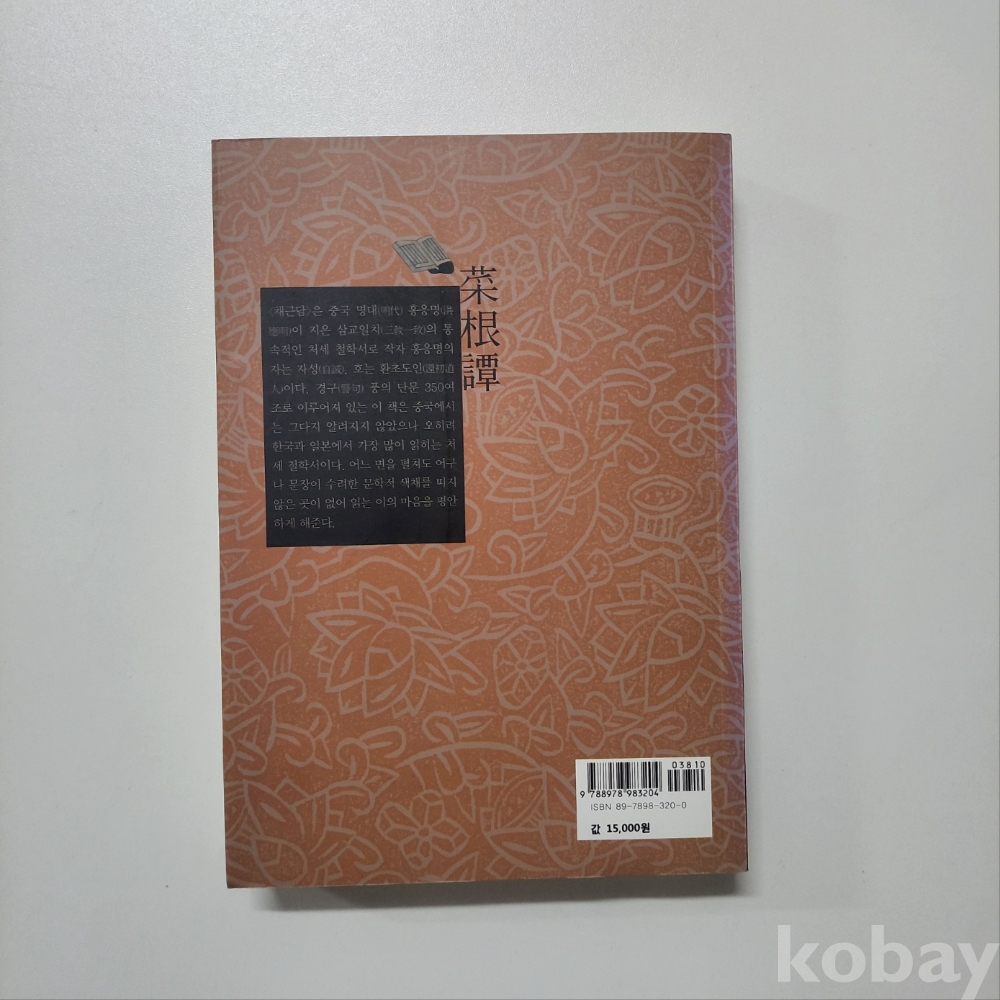 菜根譚
〈채근담〉은 중국 명대(明代) 홍응명(洪
應明)이 지은 삼교일치(三敎一致)의 통
속적인 처세 철학서로 작자 홍응명의
자는 자성(自誠), 호는 환초도인(還初道
人)이다. 경구(警句) 풍의 단문 350여
조로 이루어져 있는 이 책은 중국에서
는 그다지 알려지지 않았으나 오히려
한국과 일본에서 가장 많이 읽히는 처
세 철학서이다. 어느 면을 펼쳐도 어구
나 문장이 수려한 문학적 색채를 띠지
않은 곳이 없어 읽는 이의 마음을 평안
하게 해준다.
03810
9 788978 983204
ISBN 89-7898-320-0
값 15,000원
kobay